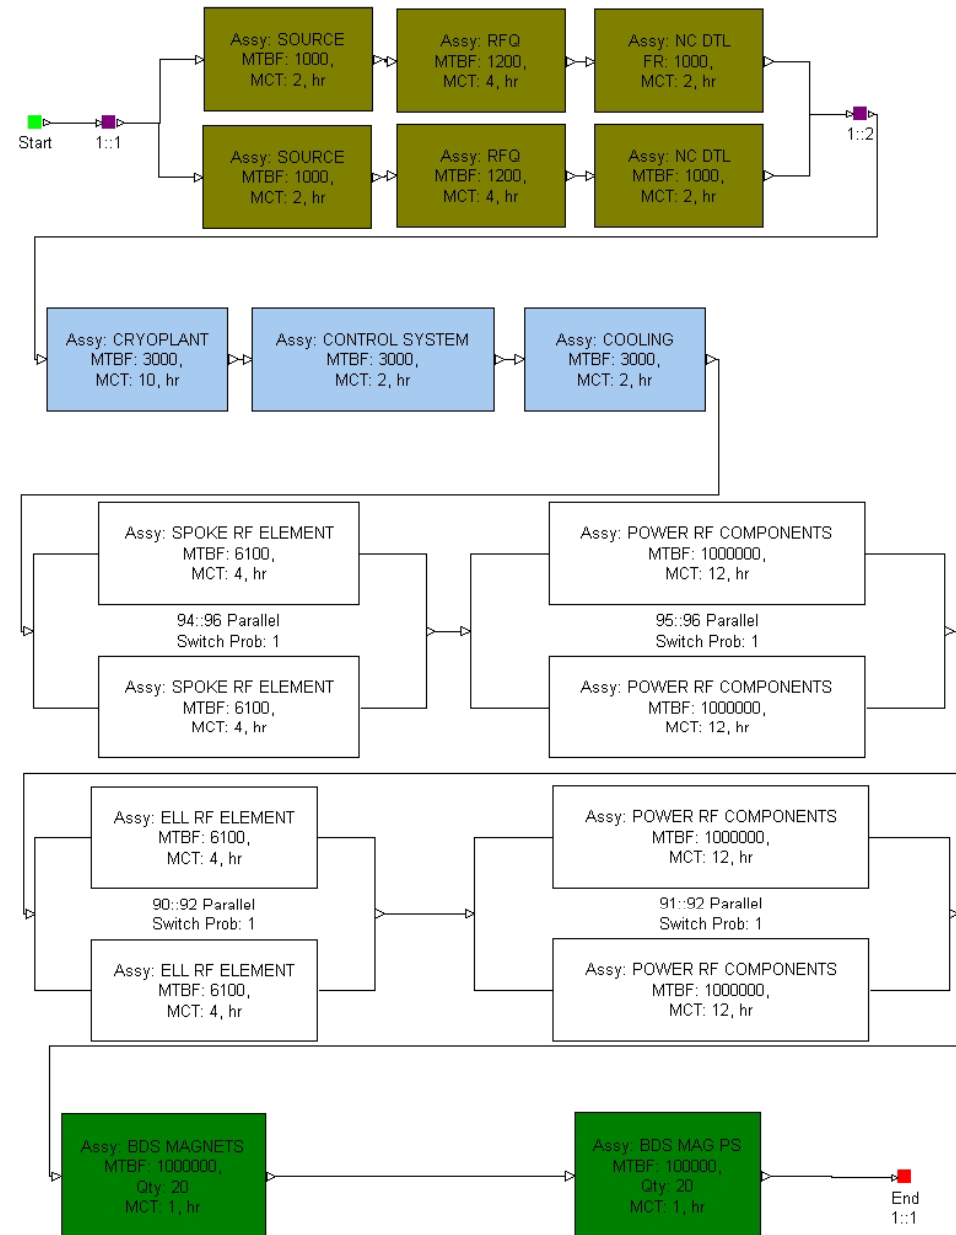 Assy: SOURCE
MTBF: 1000,
MCT: 2, hr
Assy: RFQ
MTBF: 1200,
MCT: 4, hr
Assy: NC DTL
FR: 1000,
MCT: 2, hr
Start
1::1
1::2
Assy: SOURCE
MTBF: 1000,
MCT: 2, hr
Assy: RFQ
MTBF: 1200,
MCT: 4, hr
Assy: NC DTL
MTBF: 1000,
MCT: 2, hr
Assy: CRYOPLANT
MTBF: 3000,
MCT: 10, hr
Assy: CONTROL SYSTEM
MTBF: 3000,
MCT: 2, hr
Assy: COOLING
MTBF: 3000,
MCT: 2, hr
Assy: SPOKE RF ELEMENT
MTBF: 6100,
MCT: 4, hr
94::96 Parallel
Switch Prob: 1
Assy: SPOKE RF ELEMENT
MTBF: 6100,
MCT: 4, hr
Assy: POWER RF COMPONENTS
MTBF: 1000000,
MCT: 12, hr
95::96 Parallel
Switch Prob: 1
Assy: POWER RF COMPONENTS
MTBF: 1000000,
MCT: 12, hr
Assy: ELL RF ELEMENT
MTBF: 6100,
MCT: 4, hr
90::92 Parallel
Switch Prob: 1
Assy: ELL RF ELEMENT
MTBF: 6100,
MCT: 4, hr
Assy: POWER RF COMPONENTS
MTBF: 1000000,
MCT: 12, hr
91::92 Parallel
Switch Prob: 1
Assy: POWER RF COMPONENTS
MTBF: 1000000,
MCT: 12, hr
Assy: BDS MAGNETS
MTBF: 1000000,
Qty: 20
MCT: 1, hr
Assy: BDS MAG PS
MTBF: 100000,
Qty: 20
MCT: 1, hr
End
1::1